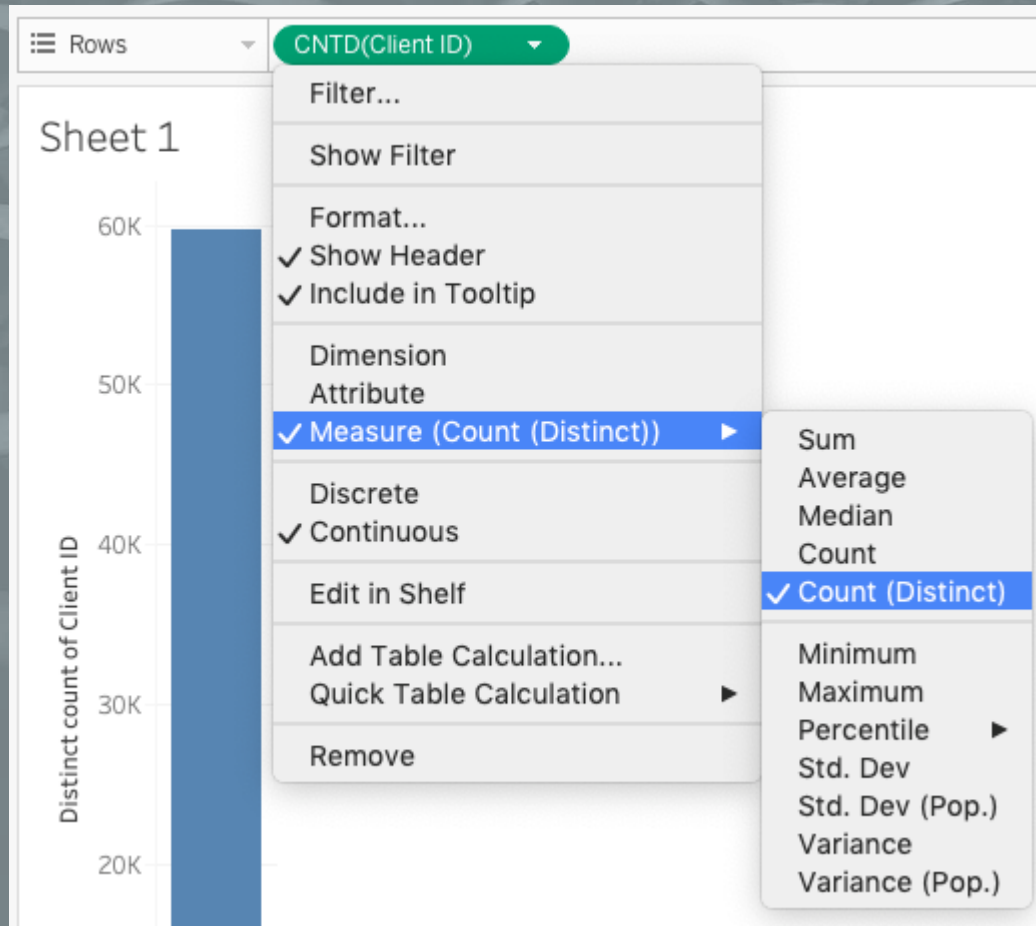 Rows
CNTD(Client ID)
Sheet 1
60K
50K
40K
30K
20K
Distinct count of Client ID
Filter...
Show Filter
Format...
Show Header
Include in Tooltip
Dimension
Attribute
Measure (Count (Distinct))
Discrete
Continuous
Edit in Shelf
Add Table Calculation...
Quick Table Calculation
Remove
Sum
Average
Median
Count
Count (Distinct)
Minimum
Maximum
Percentile
Std. Dev
Std. Dev (Pop.)
Variance
Variance (Pop.)